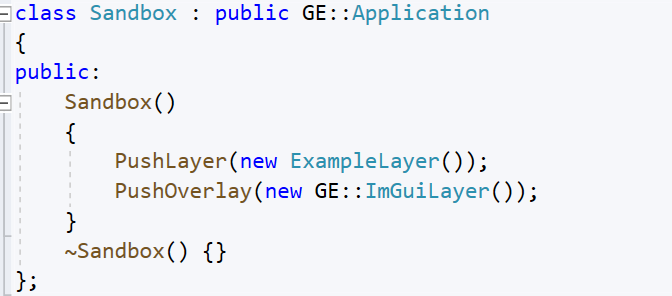 class Sandbox : public GE::Application
{
public:
    Sandbox()
    {
        PushLayer(new ExampleLayer());
        PushOverlay(new GE::ImGuiLayer());
    }
    ~Sandbox() {}
};